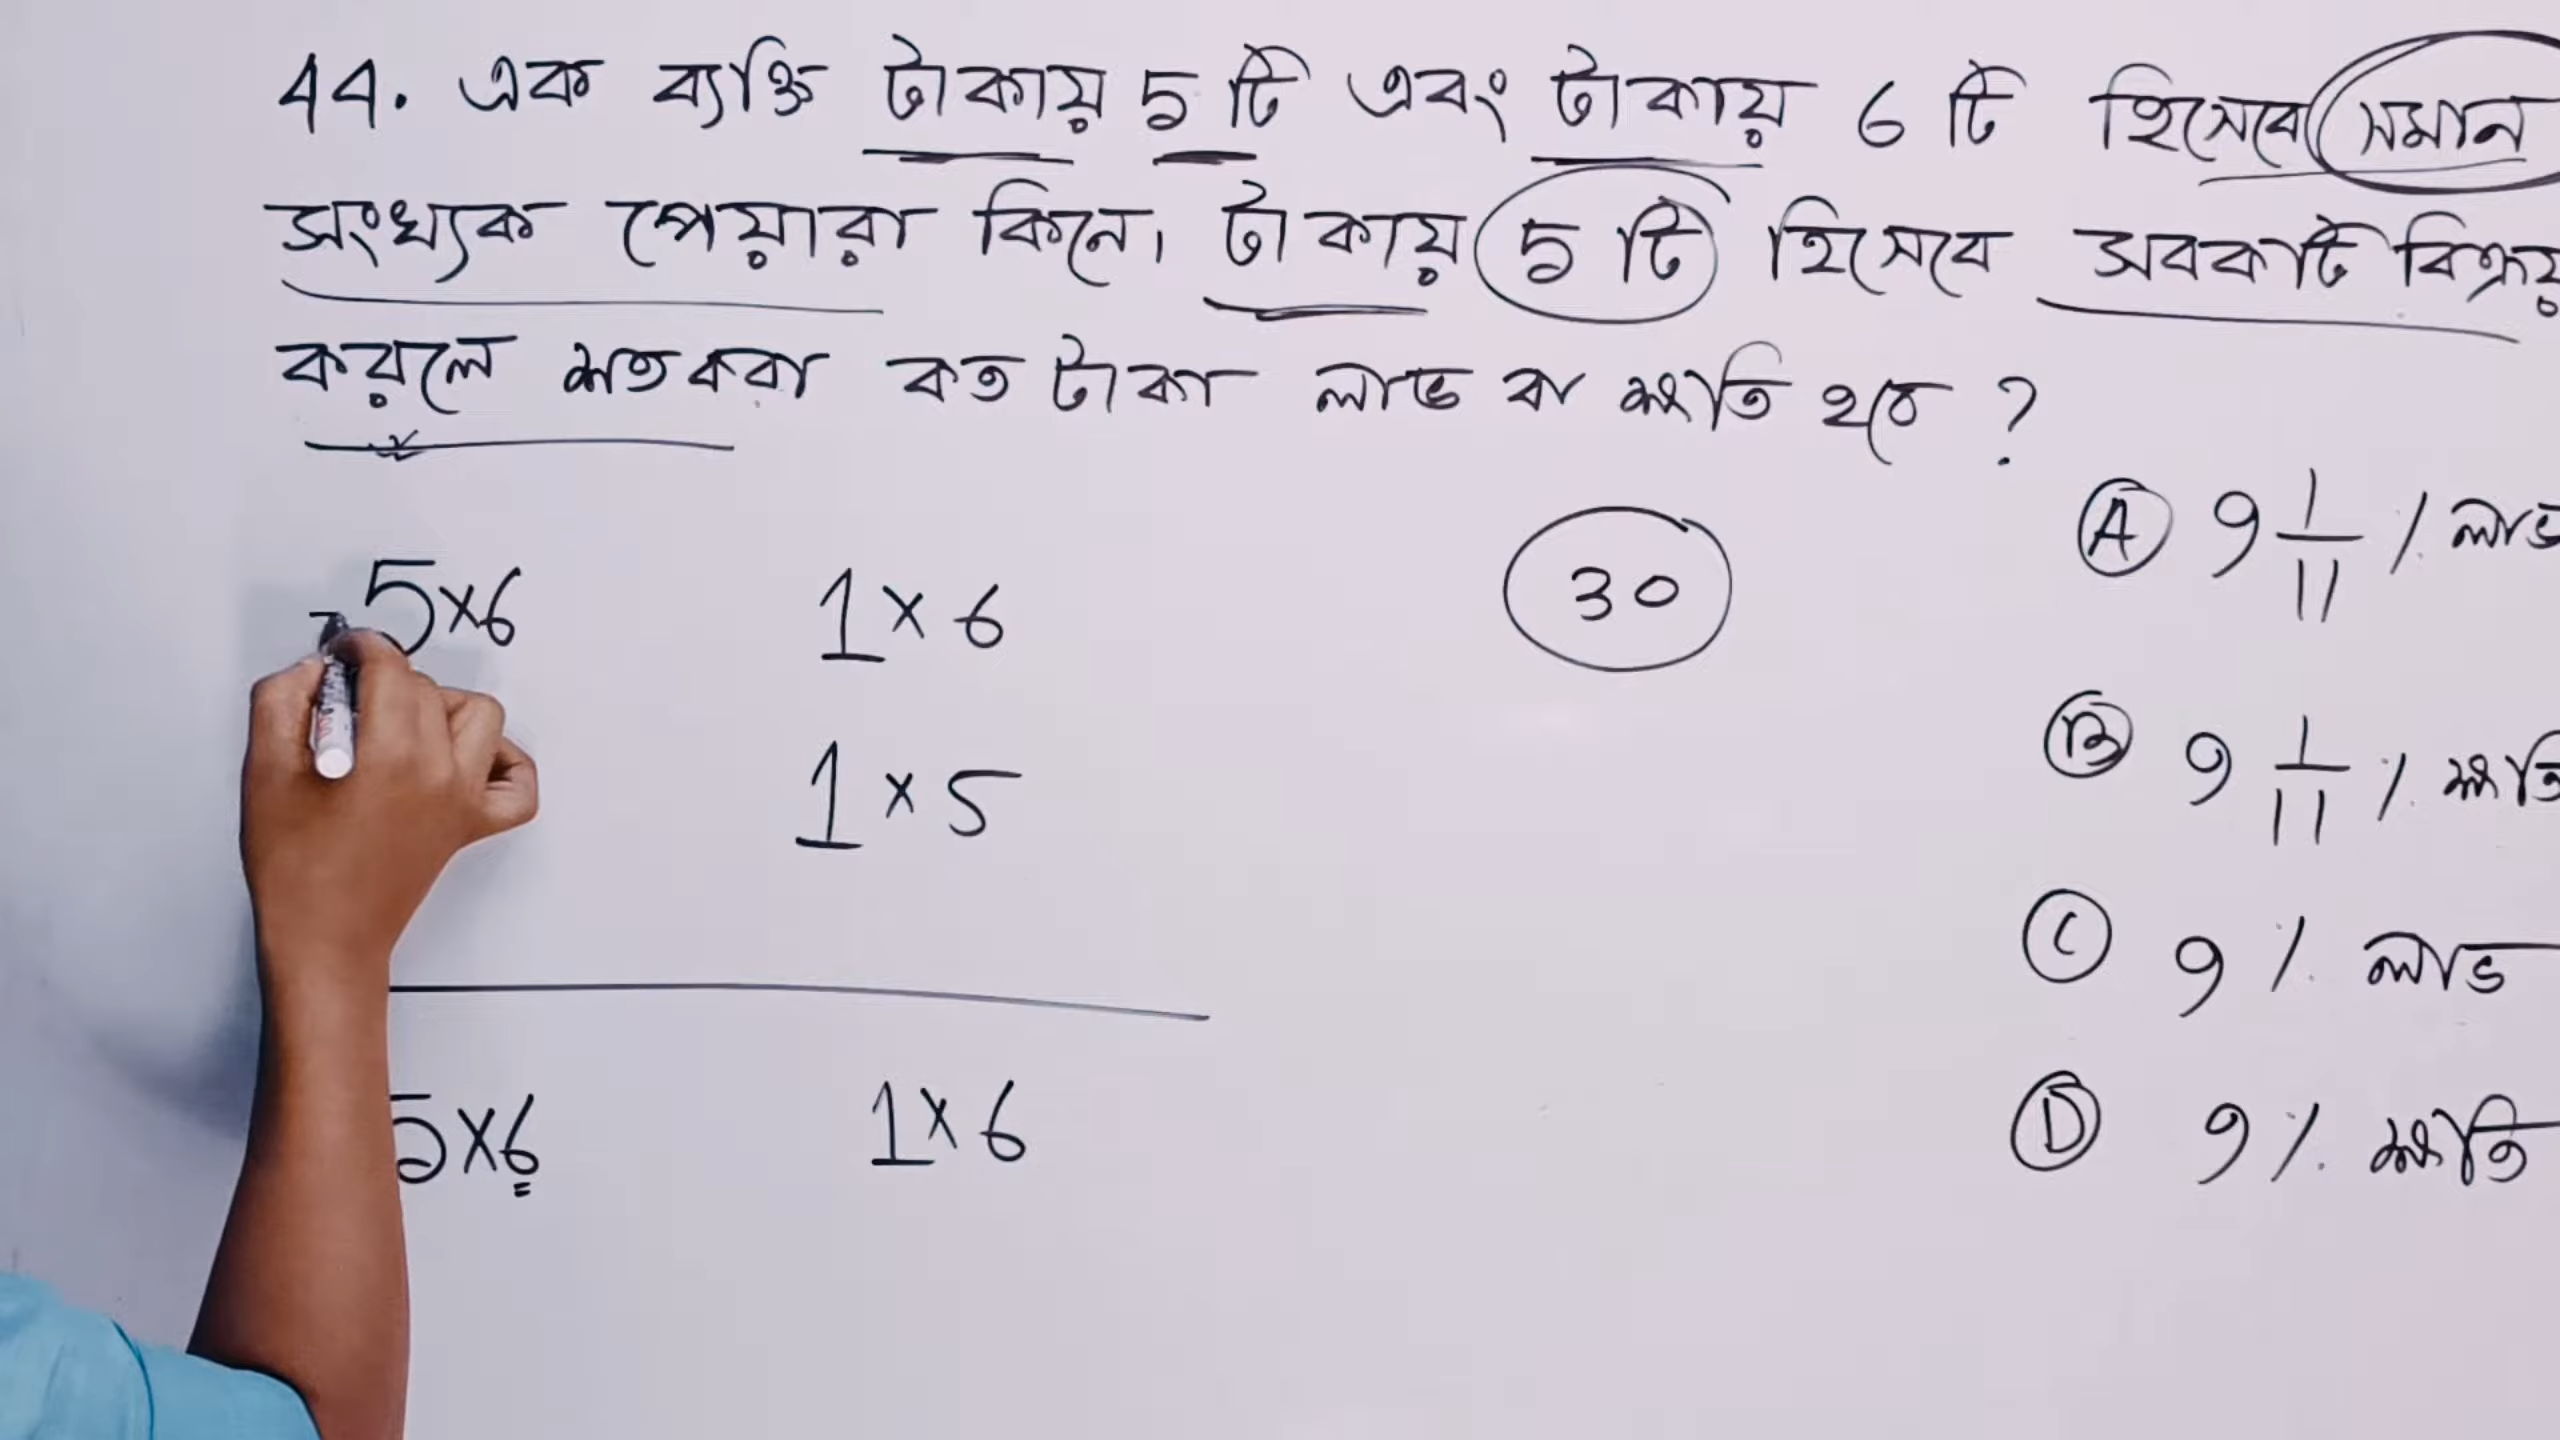 44. এক ব্যক্তি টাকায় 5 টি এবং টাকায় 6 টি হিসেবে সমান
সংখ্যক পেয়ারা কিনে। টাকায় 5 টি হিসেবে সবকটি বিক্রয়
করলে শতকরা কত টাকা লাভ বা ক্ষতি হবে ?
5×6 1×6 30
1×5
5×6 1×6
A 9 1/11 % লাভ
B 9 1/11 % ক্ষতি
C 9 % লাভ
D 9 % ক্ষতি